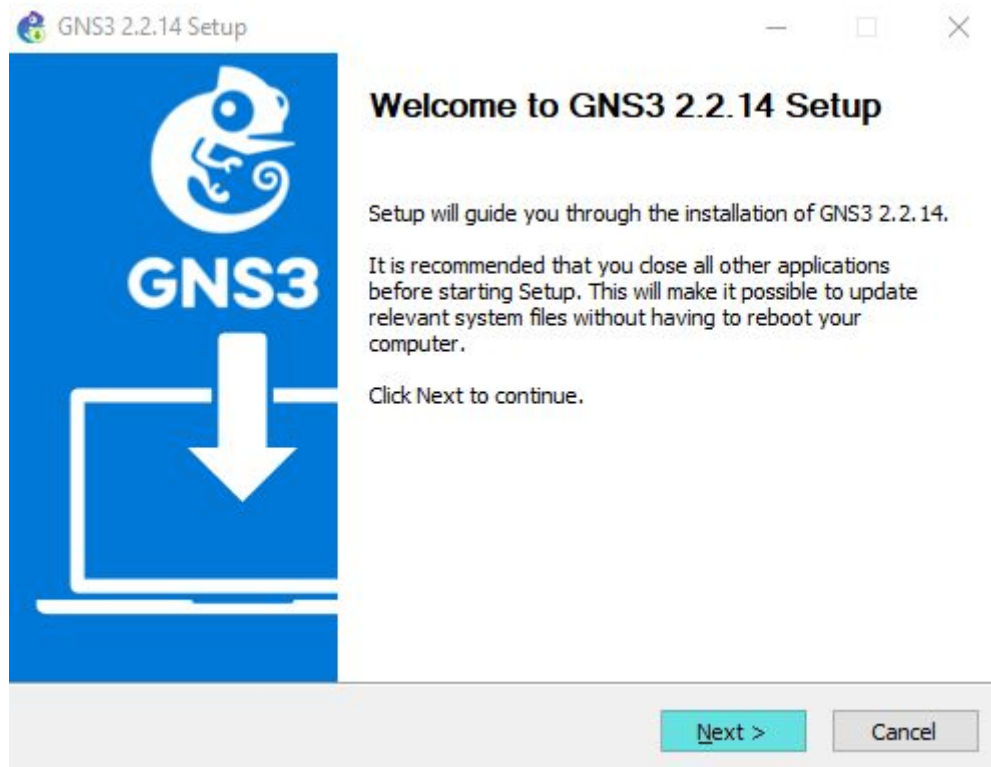 GNS3 2.2.14 Setup
Welcome to GNS3 2.2.14 Setup
GNS3
Setup will guide you through the installation of GNS3 2.2.14.
It is recommended that you close all other applications
before starting Setup. This will make it possible to update
relevant system files without having to reboot your
computer.
Click Next to continue.
Next >
Cancel